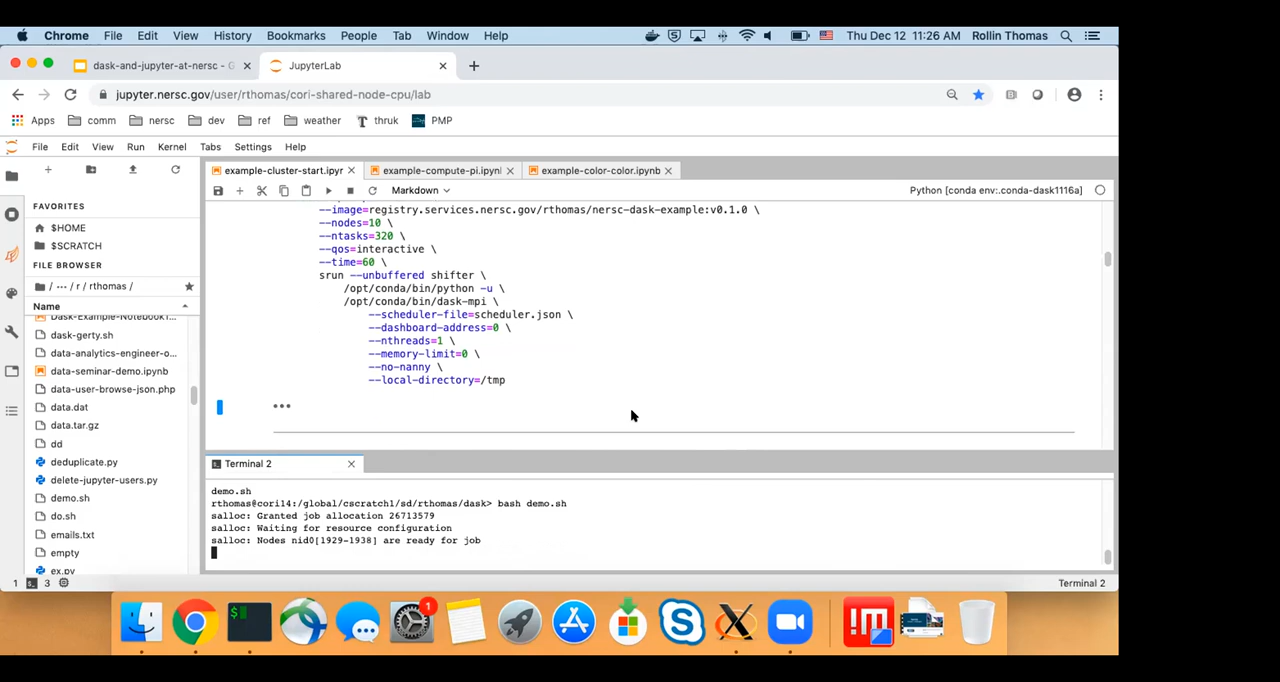 Chrome File Edit View History Bookmarks People Tab Window Help Thu Dec 12 11:26 AM Rollin Thomas
dask-and-jupyter-at-nersc - G × JupyterLab × +
jupyter.nersc.gov/user/rthomas/cori-shared-node-cpu/lab
Apps comm nersc dev ref weather thruk PMP
File Edit View Run Kernel Tabs Settings Help
example-cluster-start.ipyr × example-compute-pi.ipynl × example-color-color.ipynb ×
Markdown Python [conda env:.conda-dask1116a]
FAVORITES
$HOME
$SCRATCH
FILE BROWSER
/ ··· / r / rthomas /
Name
Dask-Example-Notebook1...
dask-gerty.sh
data-analytics-engineer-o...
data-seminar-demo.ipynb
data-user-browse-json.php
data.dat
data.tar.gz
dd
deduplicate.py
delete-jupyter-users.py
demo.sh
do.sh
emails.txt
empty
ex.py
--image=registry.services.nersc.gov/rthomas/nersc-dask-example:v0.1.0 \
--nodes=10 \
--ntasks=320 \
--qos=interactive \
--time=60 \
srun --unbuffered shifter \
/opt/conda/bin/python -u \
/opt/conda/bin/dask-mpi \
--scheduler-file=scheduler.json \
--dashboard-address=0 \
--nthreads=1 \
--memory-limit=0 \
--no-nanny \
--local-directory=/tmp
Terminal 2 ×
demo.sh
rthomas@cori14:/global/cscratch1/sd/rthomas/dask> bash demo.sh
salloc: Granted job allocation 26713579
salloc: Waiting for resource configuration
salloc: Nodes nid0[1929-1938] are ready for job
1 3 Terminal 2
1